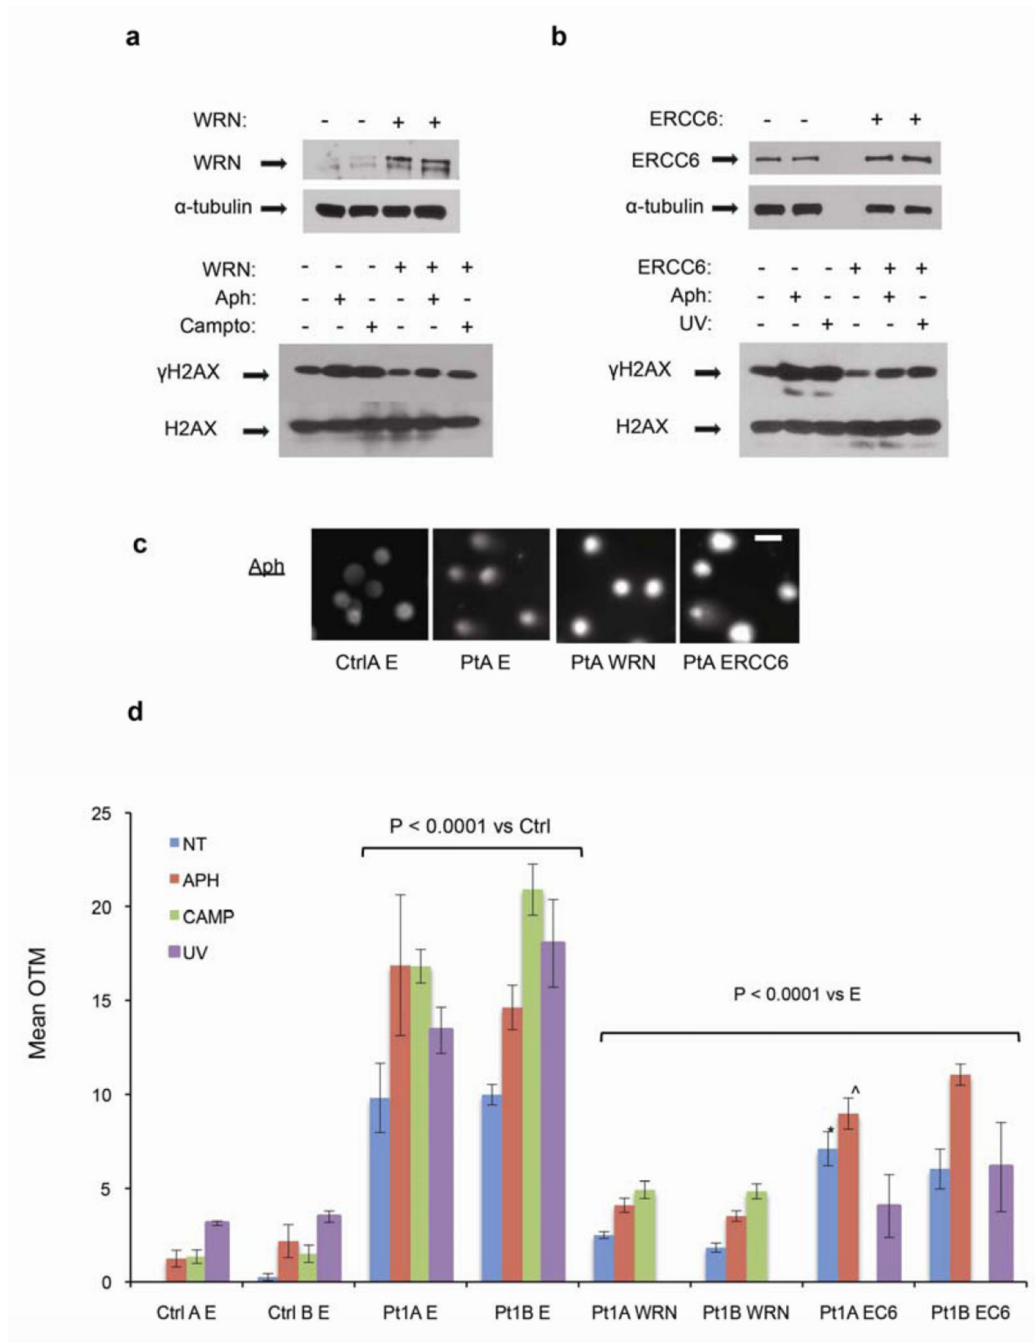 a
b
WRN: - - + +
WRN
α-tubulin
WRN: - - - + + +
Aph: - + - - + -
Campto: - - + - - +
γH2AX
H2AX
ERCC6: - - + +
ERCC6
α-tubulin
ERCC6: - - - + + +
Aph: - + - - + -
UV: - - + - - +
γH2AX
H2AX
c
Aph
CtrlA E PtA E PtA WRN PtA ERCC6
d
25
20
15
10
5
0
Mean OTM
NT
APH
CAMP
UV
P < 0.0001 vs Ctrl
P < 0.0001 vs E
* ^
Ctrl A E Ctrl B E Pt1A E Pt1B E Pt1A WRN Pt1B WRN Pt1A EC6 Pt1B EC6